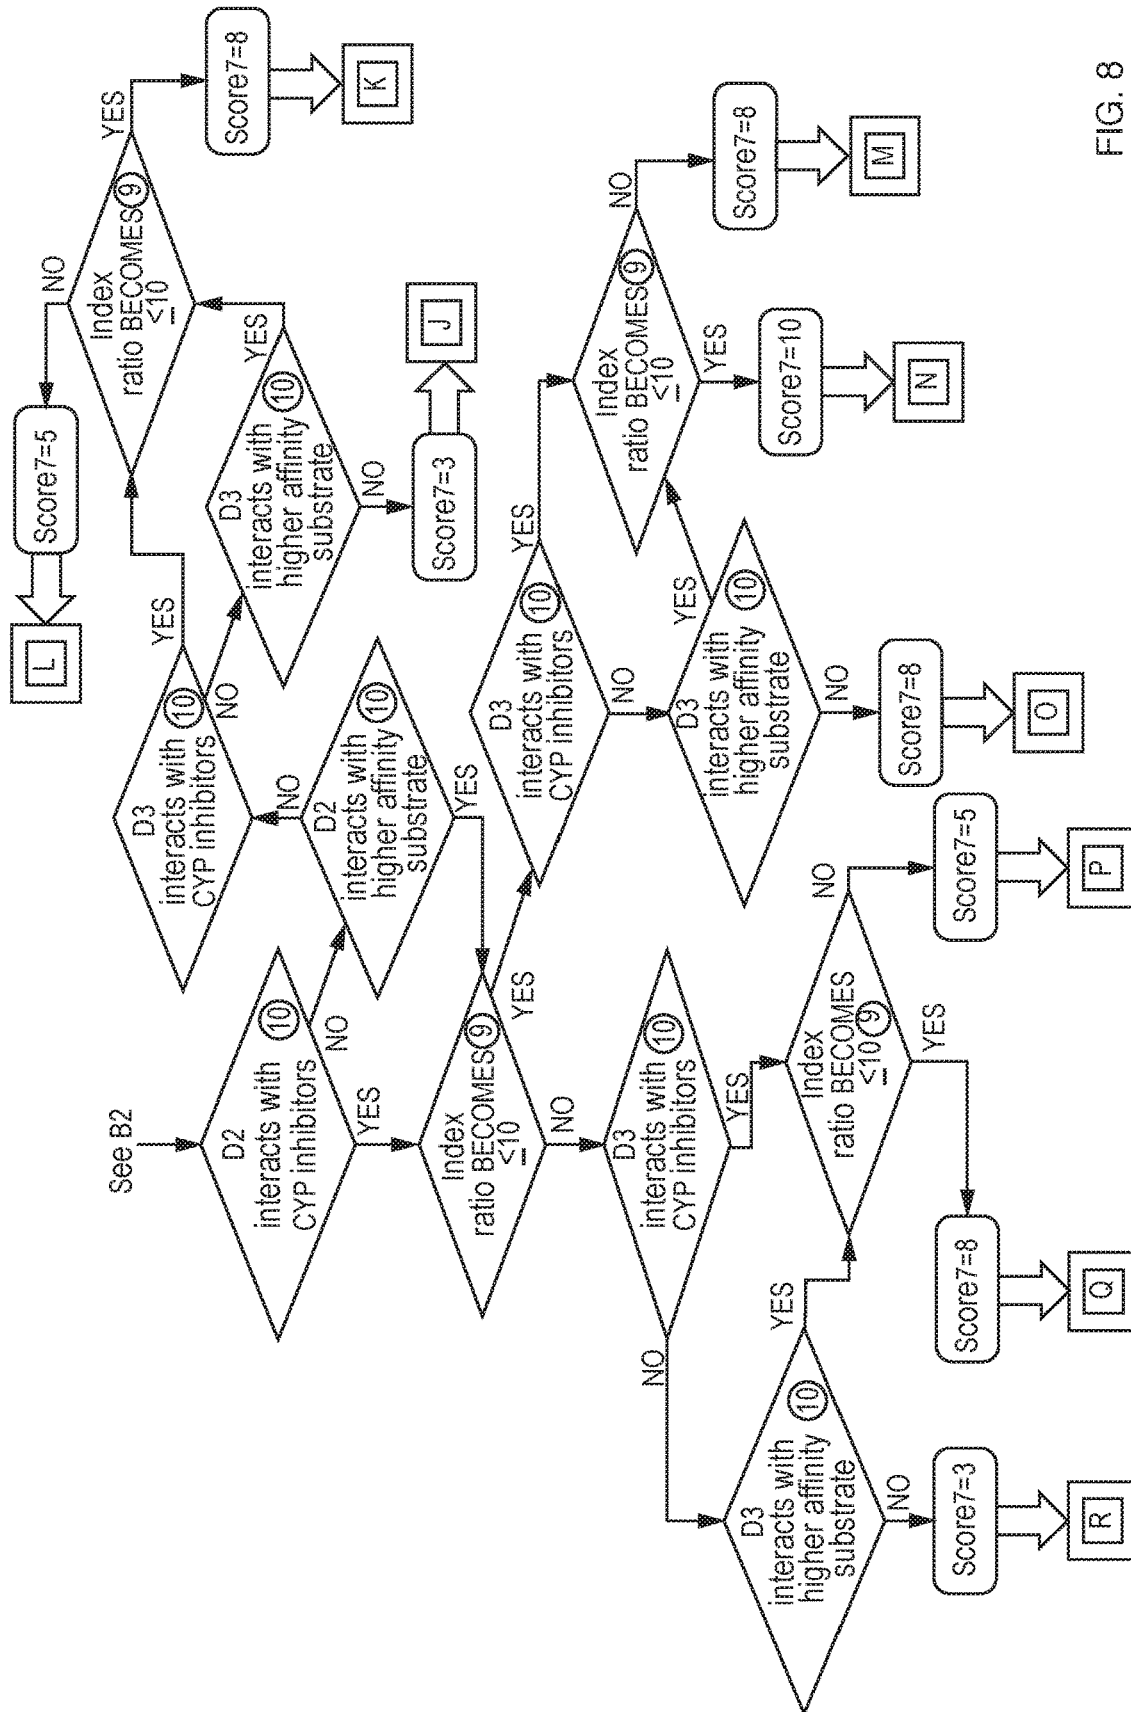 See B2
D2
interacts with
CYP inhibitors
10
NO
YES
D2
interacts with
higher affinity
substrate
10
NO
YES
D3
interacts with
CYP inhibitors
10
YES
NO
D3
interacts with
higher affinity
substrate
10
YES
NO
Score7=3
J
Index
ratio BECOMES
≤10
9
NO
YES
Score7=5
L
Score7=8
K
Index
ratio BECOMES
≤10
9
YES
NO
D3
interacts with
CYP inhibitors
10
YES
NO
D3
interacts with
higher affinity
substrate
10
YES
NO
Score7=8
O
Index
ratio BECOMES
≤10
9
NO
YES
Score7=10
N
Score7=8
M
D3
interacts with
CYP inhibitors
10
NO
YES
D3
interacts with
higher affinity
substrate
10
YES
NO
Score7=3
R
Index
ratio BECOMES
≤10
9
NO
YES
Score7=8
Q
Score7=5
P
FIG. 8